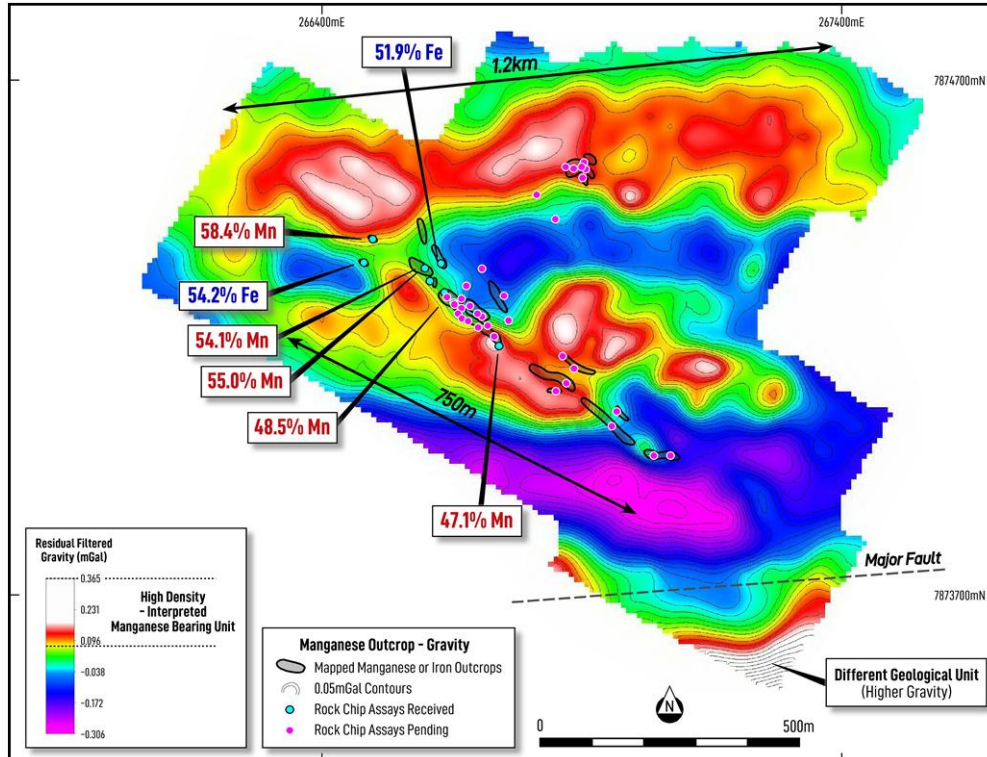 266400mE
267400mE
51.9% Fe
1.2km
7874700mN
58.4% Mn
54.2% Fe
54.1% Mn
55.0% Mn
750m
48.5% Mn
47.1% Mn
Major Fault
7873700mN
Residual Filtered
Gravity (mGal)
0.365
0.231
0.096
-0.038
-0.172
-0.306
High Density
- Interpreted
Manganese Bearing Unit
Manganese Outcrop - Gravity
Mapped Manganese or Iron Outcrops
0.05mGal Contours
Rock Chip Assays Received
Rock Chip Assays Pending
N
0
500m
Different Geological Unit
(Higher Gravity)